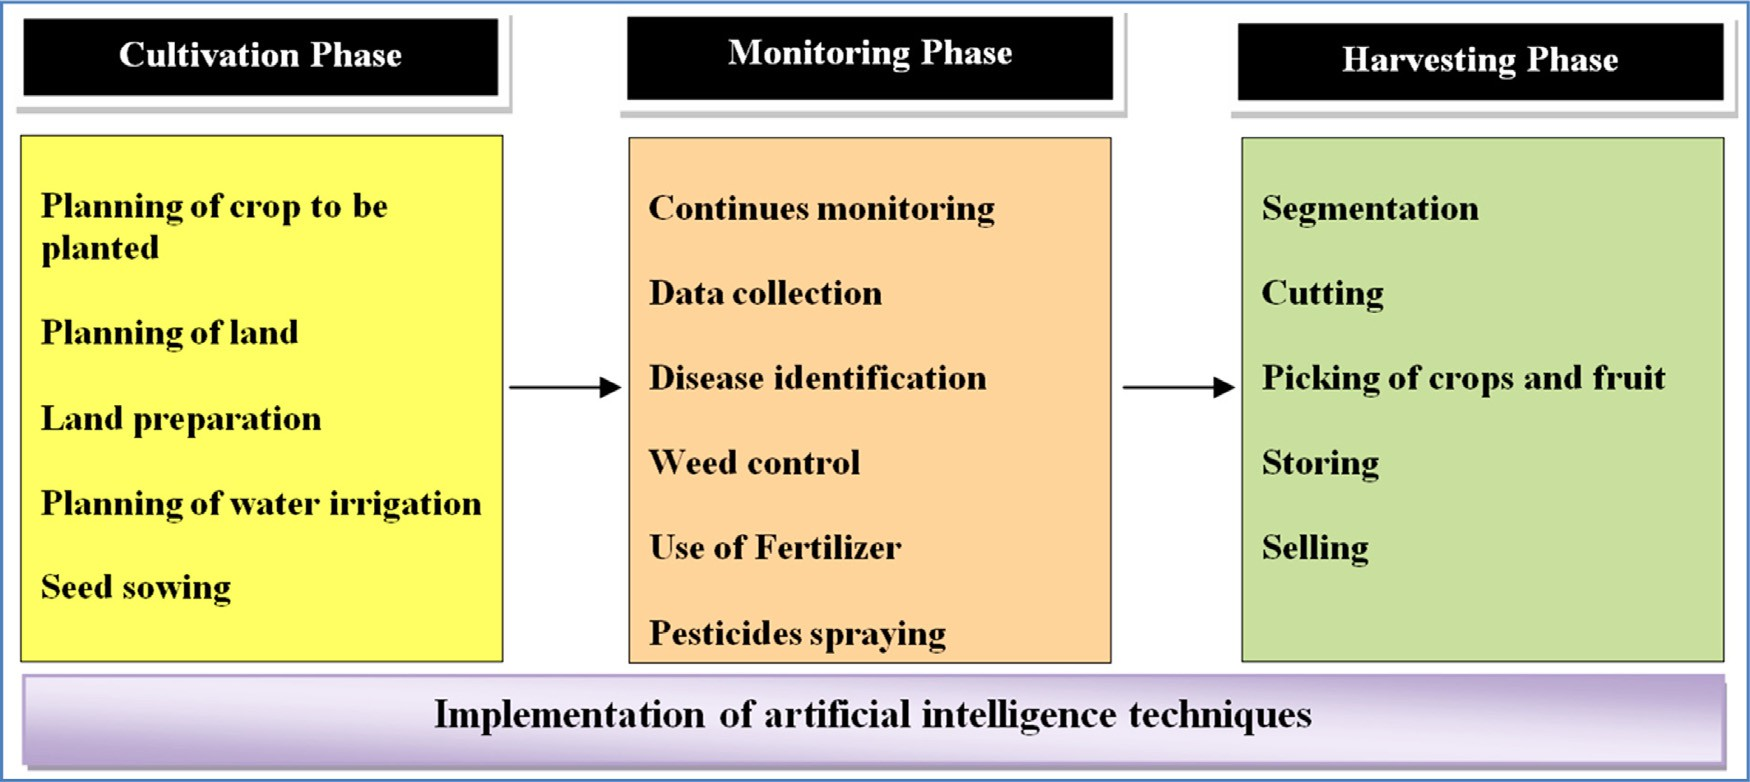 Cultivation Phase
Planning of crop to be
planted
Planning of land
Land preparation
Planning of water irrigation
Seed sowing
Monitoring Phase
Continues monitoring
Data collection
Disease identification
Weed control
Use of Fertilizer
Pesticides spraying
Harvesting Phase
Segmentation
Cutting
Picking of crops and fruit
Storing
Selling
Implementation of artificial intelligence techniques